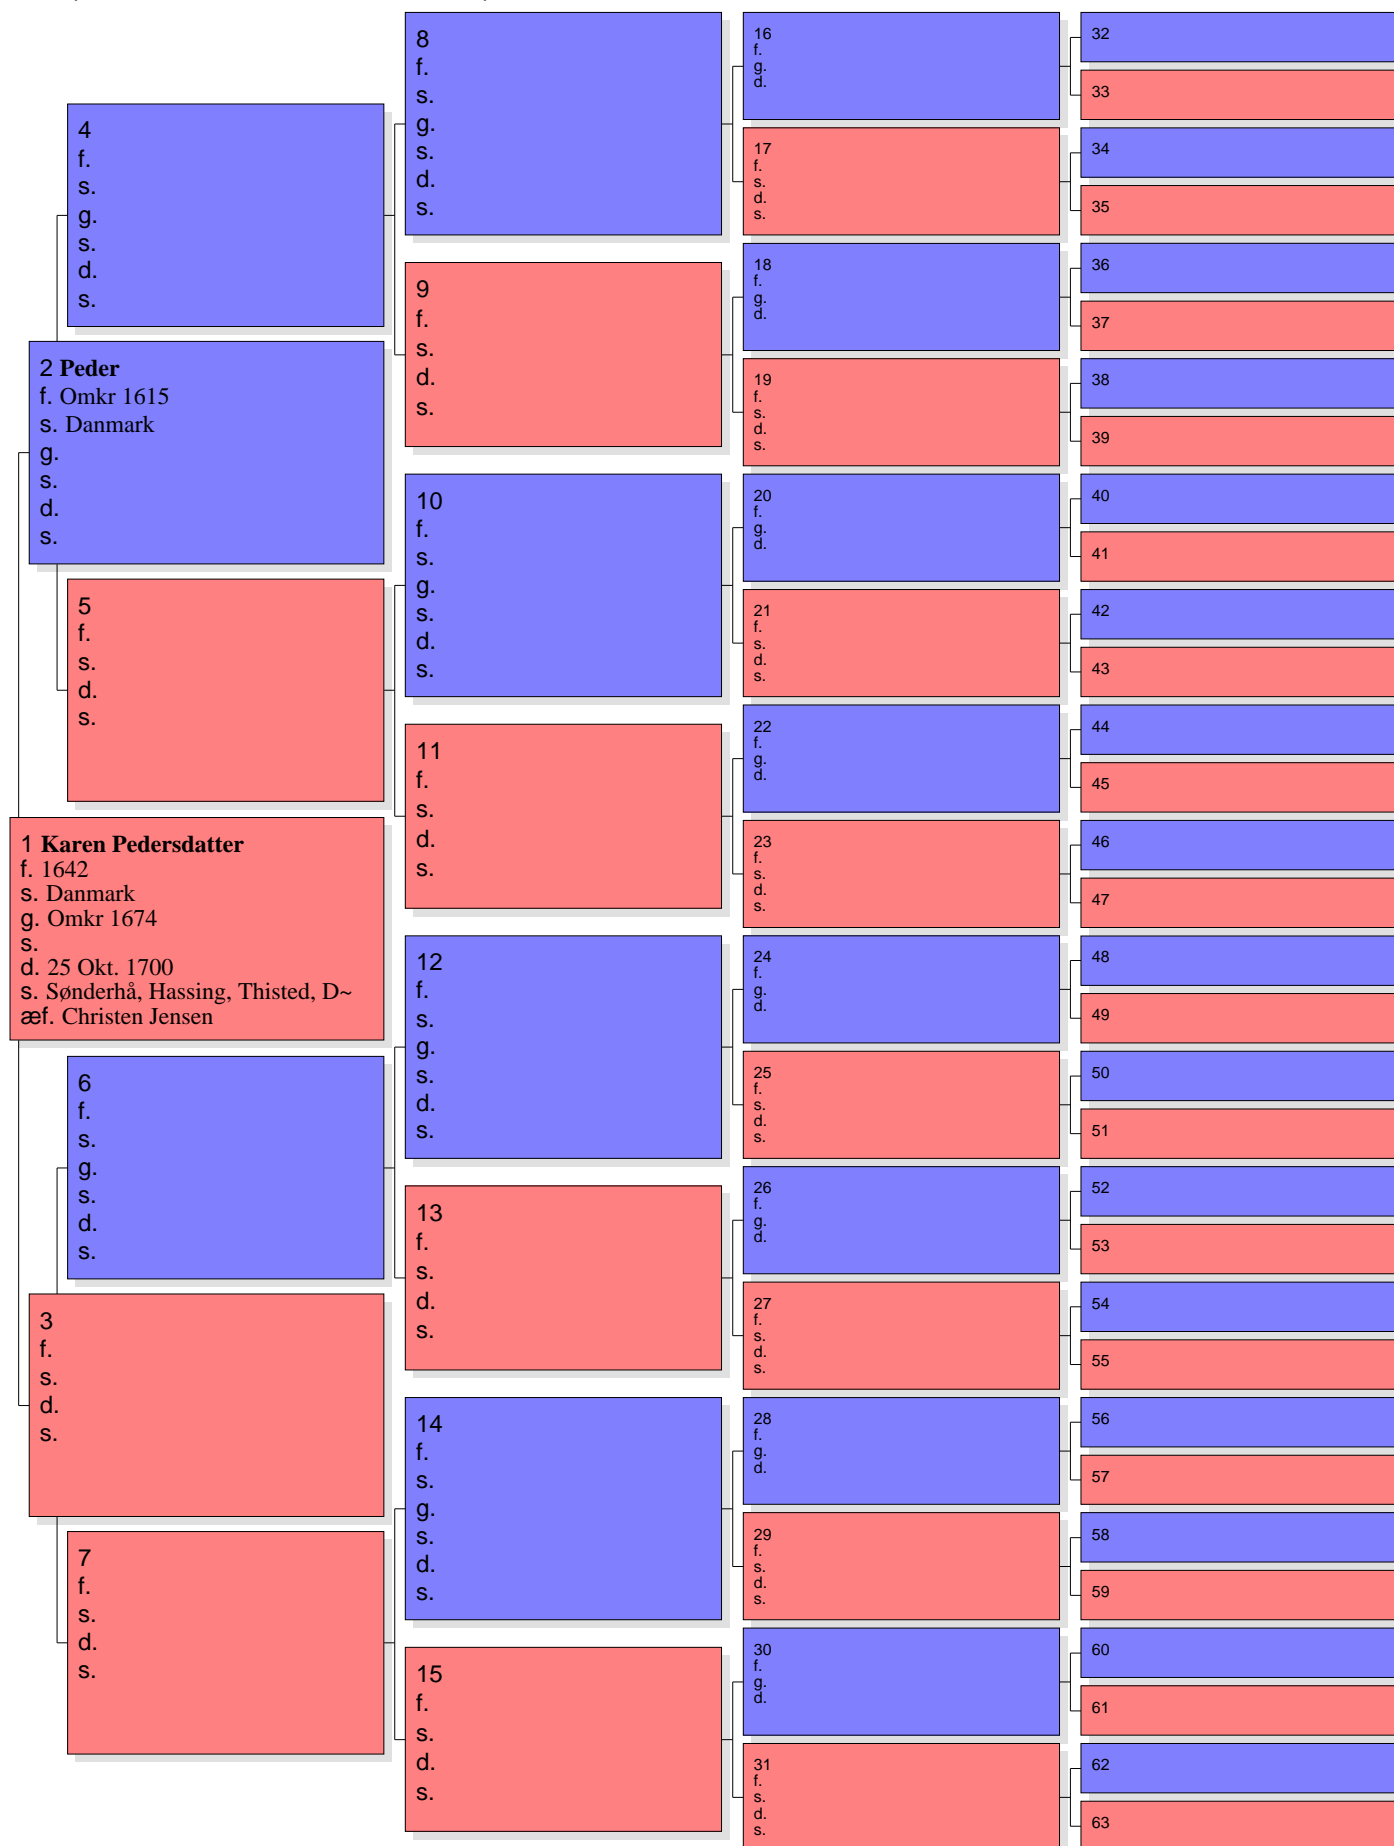 8
f.
s.
g.
s.
d.
s.
16
f.
g.
d.
32
33
4
f.
s.
g.
s.
d.
s.
17
f.
s.
d.
s.
34
35
9
f.
s.
d.
s.
18
f.
g.
d.
36
37
2 Peder
f. Omkr 1615
s. Danmark
g.
s.
d.
s.
19
f.
s.
d.
s.
38
39
10
f.
s.
g.
s.
d.
s.
20
f.
g.
d.
40
41
5
f.
s.
d.
s.
21
f.
s.
d.
s.
42
43
11
f.
s.
d.
s.
22
f.
g.
d.
44
45
1 Karen Pedersdatter
f. 1642
s. Danmark
g. Omkr 1674
s.
d. 25 Okt. 1700
s. Sønderhå, Hassing, Thisted, D~
æf. Christen Jensen
23
f.
s.
d.
s.
46
47
12
f.
s.
g.
s.
d.
s.
24
f.
g.
d.
48
49
6
f.
s.
g.
s.
d.
s.
25
f.
s.
d.
s.
50
51
13
f.
s.
d.
s.
26
f.
g.
d.
52
53
3
f.
s.
d.
s.
27
f.
s.
d.
s.
54
55
14
f.
s.
g.
s.
d.
s.
28
f.
g.
d.
56
57
7
f.
s.
d.
s.
29
f.
s.
d.
s.
58
59
15
f.
s.
d.
s.
30
f.
g.
d.
60
61
31
f.
s.
d.
s.
62
63